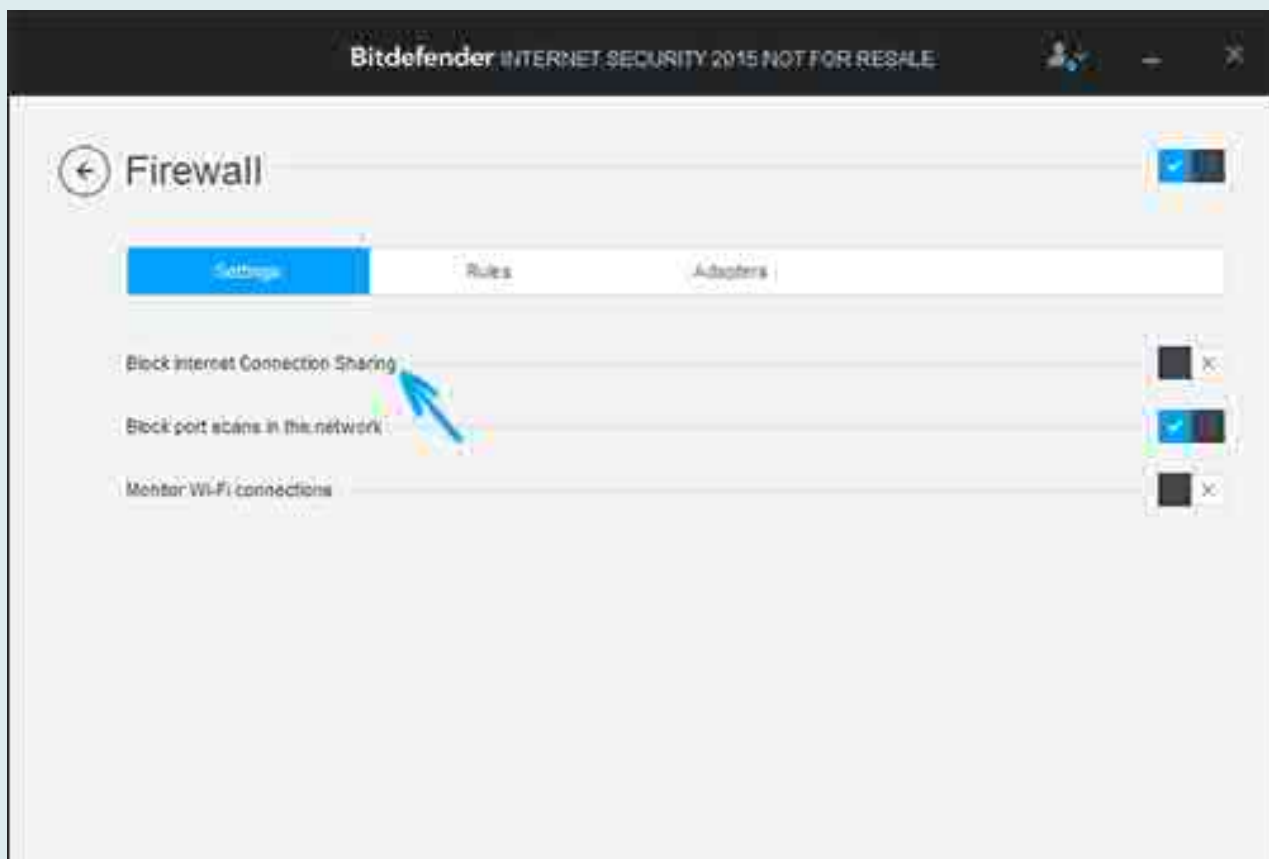 Bitdefender INTERNET SECURITY 2015 NOT FOR RESALE
Firewall
Settings Rules Adapters
Block Internet Connection Sharing
Block port scans in the network
Monitor Wi-Fi connections